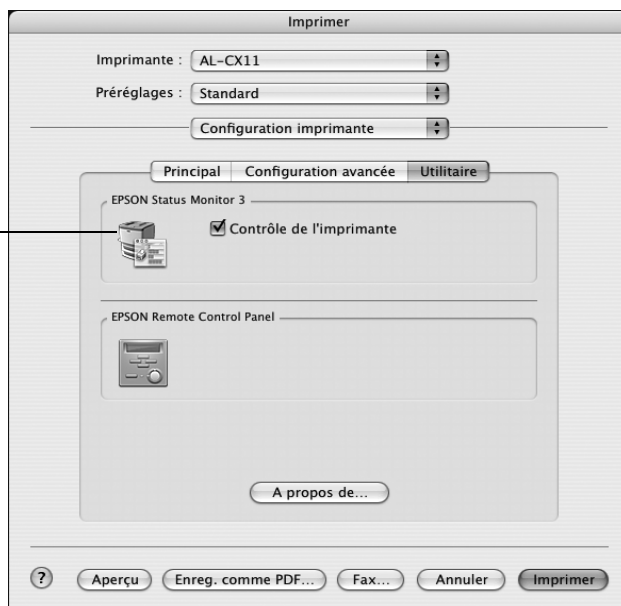 Imprimer
Imprimante : AL-CX11
Préréglages : Standard
Configuration imprimante
Principal Configuration avancée Utilitaire
EPSON Status Monitor 3
Contrôle de l'imprimante
EPSON Remote Control Panel
A propos de...
? Aperçu Enreg. comme PDF... Fax... Annuler Imprimer